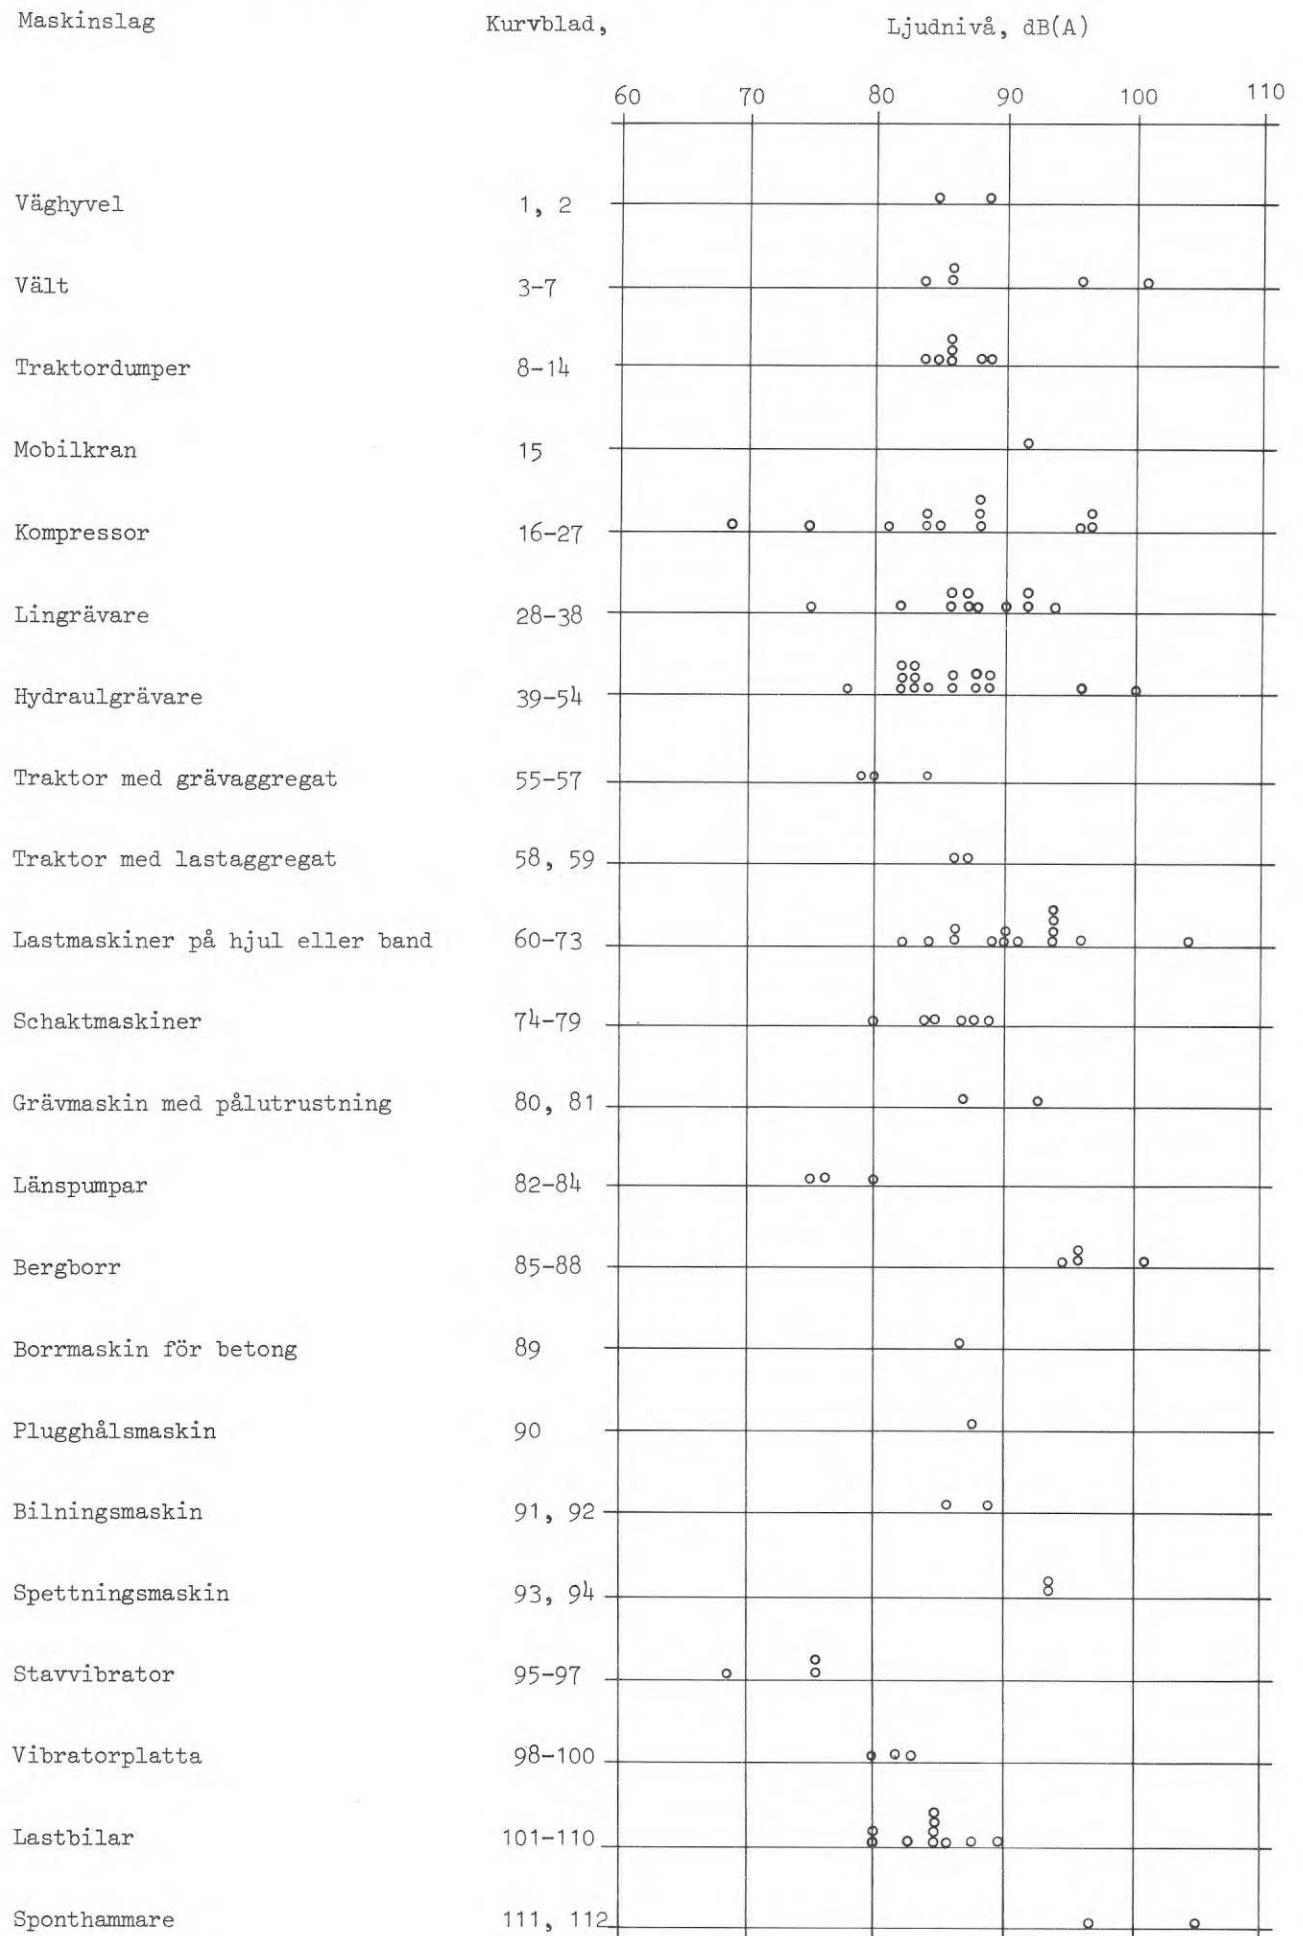 Maskinslag Kurvblad, Ljudnivå, dB(A)
60 70 80 90 100 110
Väghyvel 1, 2
Vält 3-7
Traktordumper 8-14
Mobilkran 15
Kompressor 16-27
Lingrävare 28-38
Hydraulgrävare 39-54
Traktor med grävaggregat 55-57
Traktor med lastaggregat 58, 59
Lastmaskiner på hjul eller band 60-73
Schaktmaskiner 74-79
Grävmaskin med pålutrustning 80, 81
Länspumpar 82-84
Bergborr 85-88
Borrmaskin för betong 89
Plugghålsmaskin 90
Bilningsmaskin 91, 92
Spettningsmaskin 93, 94
Stavvibrator 95-97
Vibratorplatta 98-100
Lastbilar 101-110
Sponthammare 111, 112